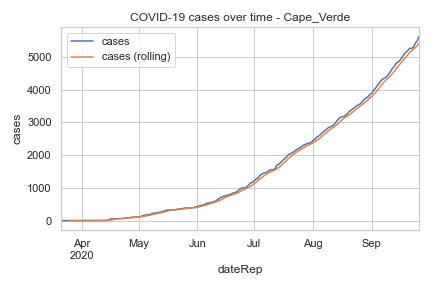 COVID-19 cases over time - Cape_Verde
cases
cases (rolling)
5000
4000
3000
2000
1000
0
cases
Apr
2020
May
Jun
Jul
Aug
Sep
dateRep